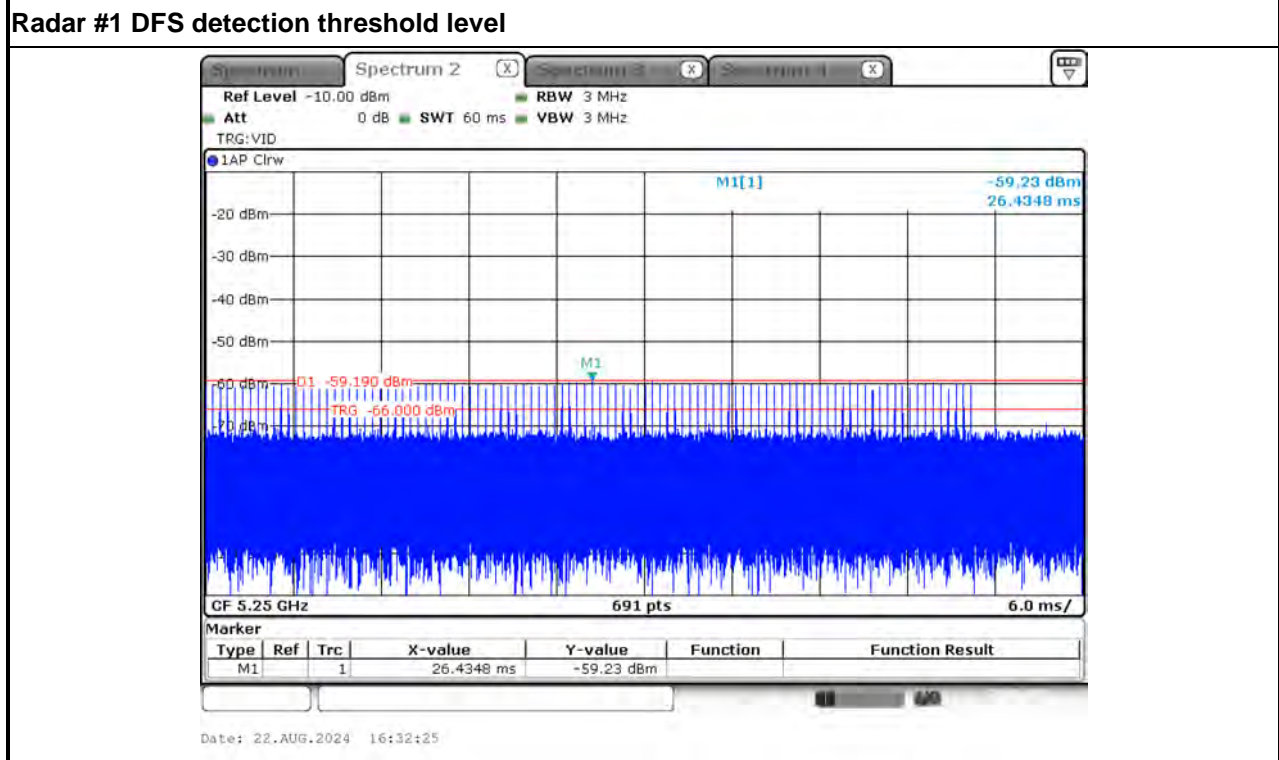 Radar #1 DFS detection threshold level
Spectrum 2 X X X
Ref Level -10.00 dBm RBW 3 MHz
Att 0 dB SWT 60 ms VBW 3 MHz
TRG:VID
1AP Clrw
M1[1] -59.23 dBm
26.4348 ms
-20 dBm
-30 dBm
-40 dBm
-50 dBm
M1
-60 dBm D1 -59.190 dBm
TRG -66.000 dBm
-70 dBm
CF 5.25 GHz 691 pts 6.0 ms/
Marker
Type Ref Trc X-value Y-value Function Function Result
M1 1 26.4348 ms -59.23 dBm
Date: 22.AUG.2024 16:32:25